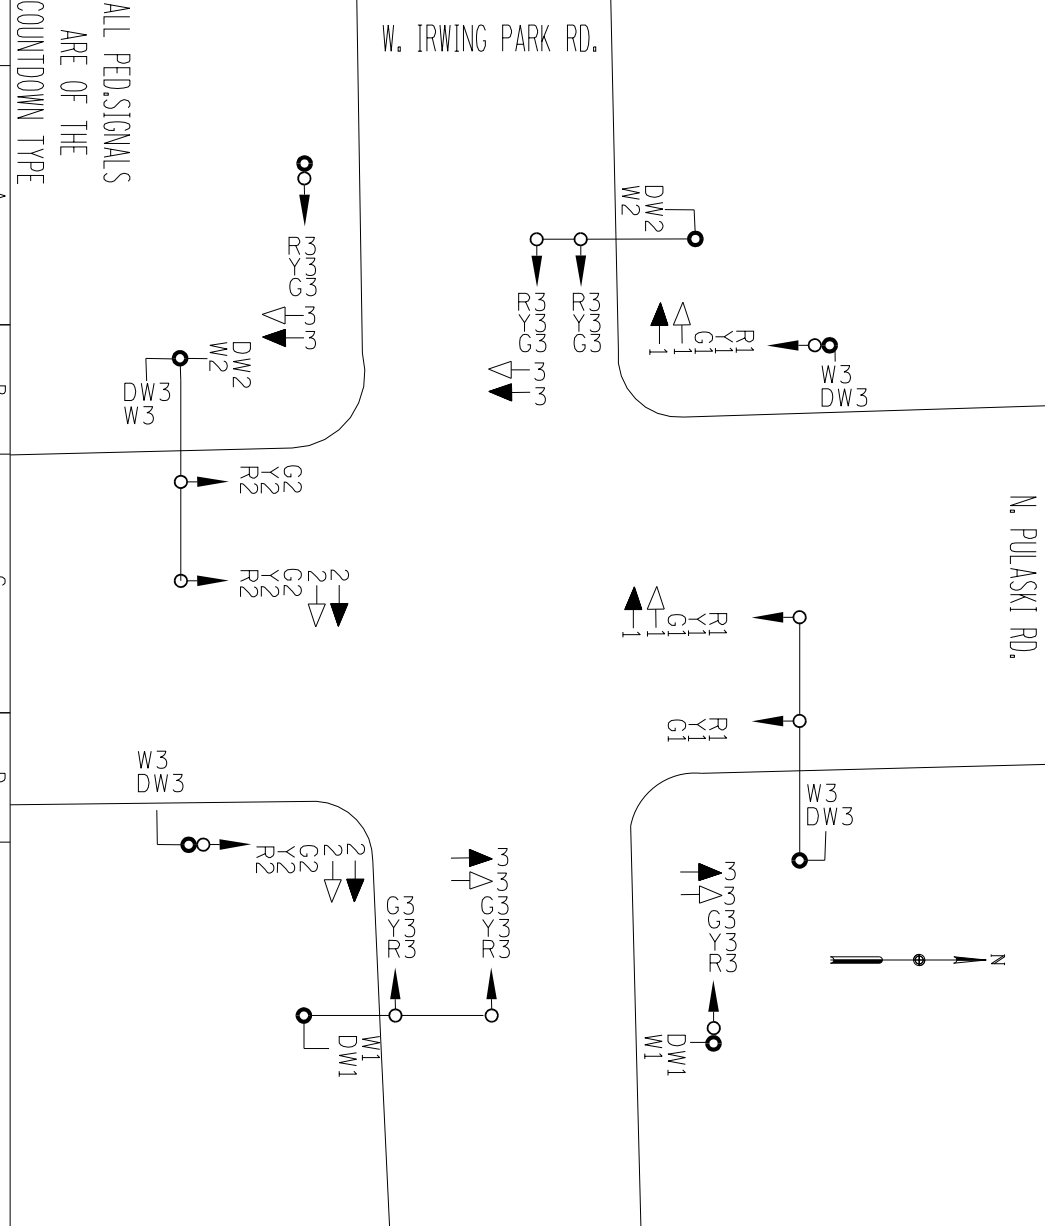 W. IRWING PARK RD.
ALL PED.SIGNALS
ARE OF THE
COUNTDOWN TYPE
N. PULASKI RD.
R3
Y3
G3
3
3
DW2
W2
R3
Y3
G3
3
3
R3
Y3
G3
R1
Y1
G1
1
1
W3
DW3
DW2
W2
DW3
W3
G2
Y2
R2
2
2
G2
Y2
R2
R1
Y1
G1
1
1
R1
Y1
G1
W3
DW3
W3
DW3
2
2
G2
Y2
R2
3
3
G3
Y3
R3
G3
Y3
R3
3
3
G3
Y3
R3
N
W1
DW1
DW1
W1